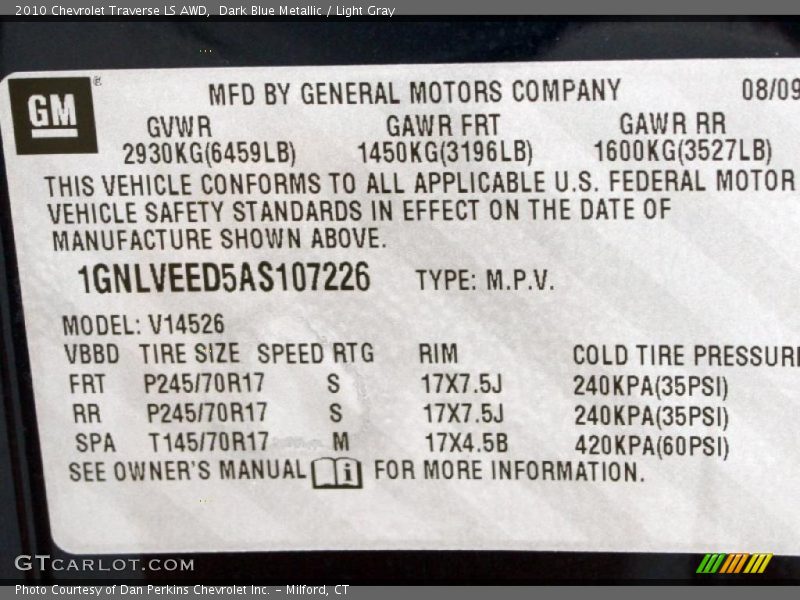 2010 Chevrolet Traverse LS AWD,  Dark Blue Metallic / Light Gray
GM®
MFD BY GENERAL MOTORS COMPANY 08/09
GVWR GAWR FRT GAWR RR
2930KG(6459LB) 1450KG(3196LB) 1600KG(3527LB)
THIS VEHICLE CONFORMS TO ALL APPLICABLE U.S. FEDERAL MOTOR
VEHICLE SAFETY STANDARDS IN EFFECT ON THE DATE OF
MANUFACTURE SHOWN ABOVE.
1GNLVEED5AS107226 TYPE: M.P.V.
MODEL: V14526
VBBD TIRE SIZE SPEED RTG RIM COLD TIRE PRESSURE
FRT P245/70R17 S 17X7.5J 240KPA(35PSI)
RR P245/70R17 S 17X7.5J 240KPA(35PSI)
SPA T145/70R17 M 17X4.5B 420KPA(60PSI)
SEE OWNER'S MANUAL i FOR MORE INFORMATION.
GTCARLOT.COM
Photo Courtesy of Dan Perkins Chevrolet Inc. - Milford, CT